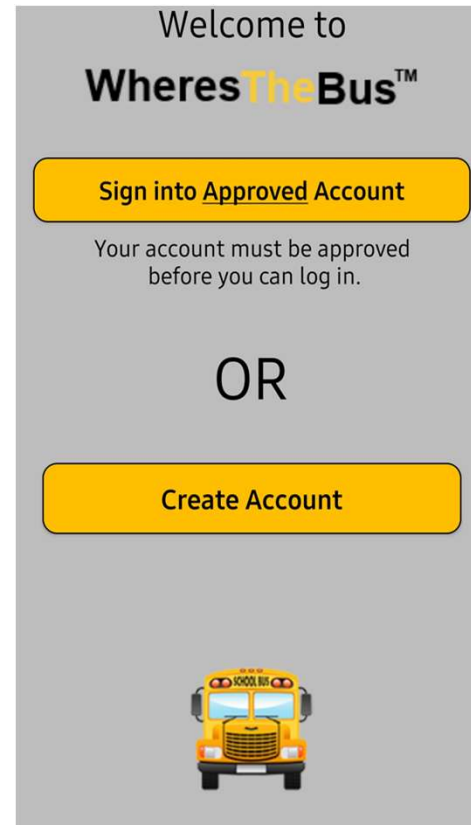 Welcome to
WheresTheBus™
Sign into Approved Account
Your account must be approved
before you can log in.
OR
Create Account
SCHOOL BUS